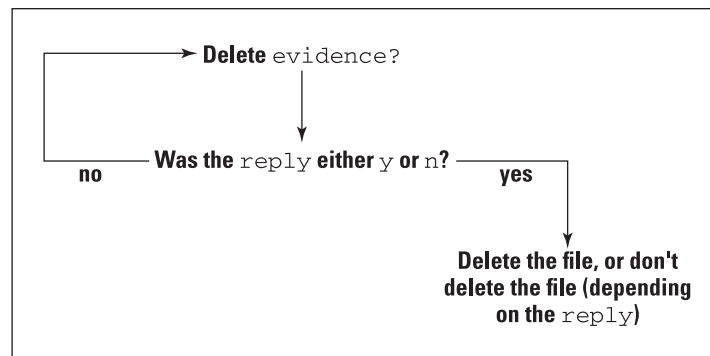 Delete evidence?
Was the reply either y or n?
no
yes
Delete the file, or don't
delete the file (depending
on the reply)